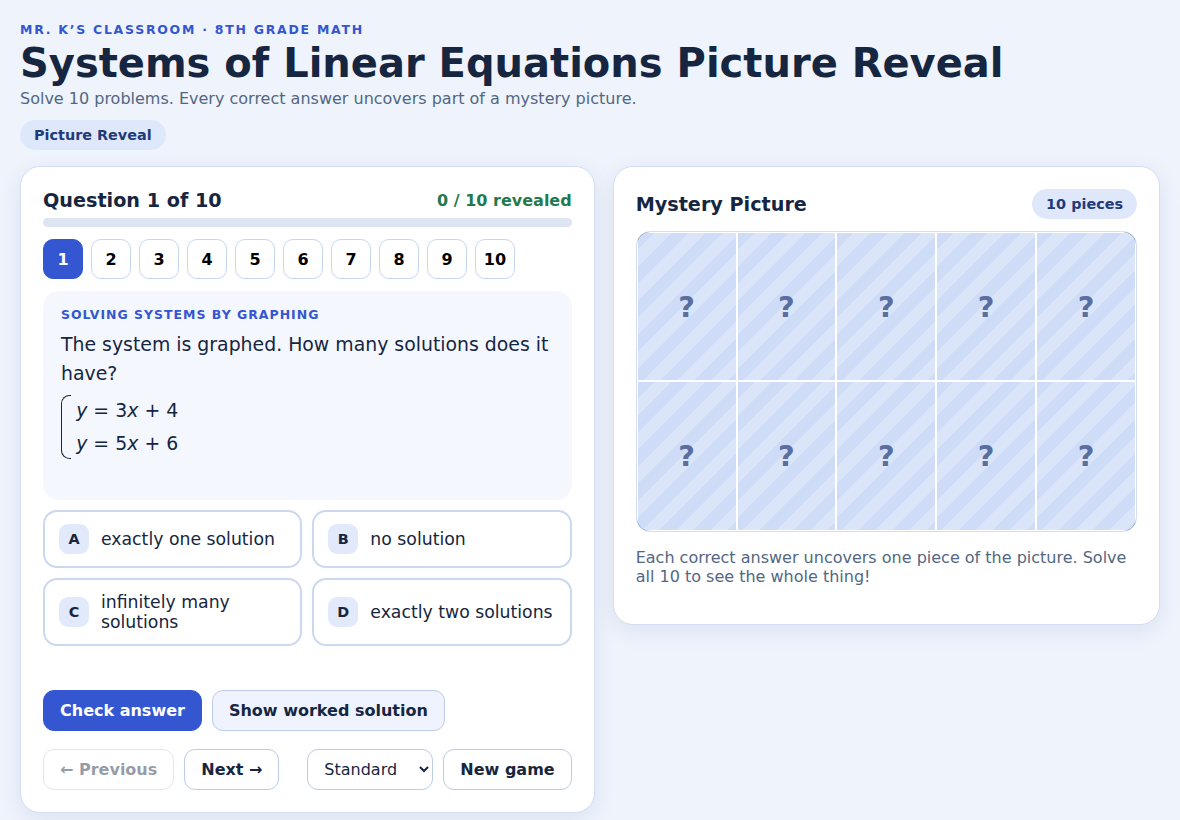 MR. K’S CLASSROOM · 8TH GRADE MATH
Systems of Linear Equations Picture Reveal
Solve 10 problems. Every correct answer uncovers part of a mystery picture.
Picture Reveal
Question 1 of 10
0 / 10 revealed
1 2 3 4 5 6 7 8 9 10
SOLVING SYSTEMS BY GRAPHING
The system is graphed. How many solutions does it
have?
y = 3x + 4
y = 5x + 6
A exactly one solution
B no solution
C infinitely many
solutions
D exactly two solutions
Check answer
Show worked solution
← Previous
Next →
Standard
New game
Mystery Picture
10 pieces
? ? ? ? ?
? ? ? ? ?
Each correct answer uncovers one piece of the picture. Solve
all 10 to see the whole thing!